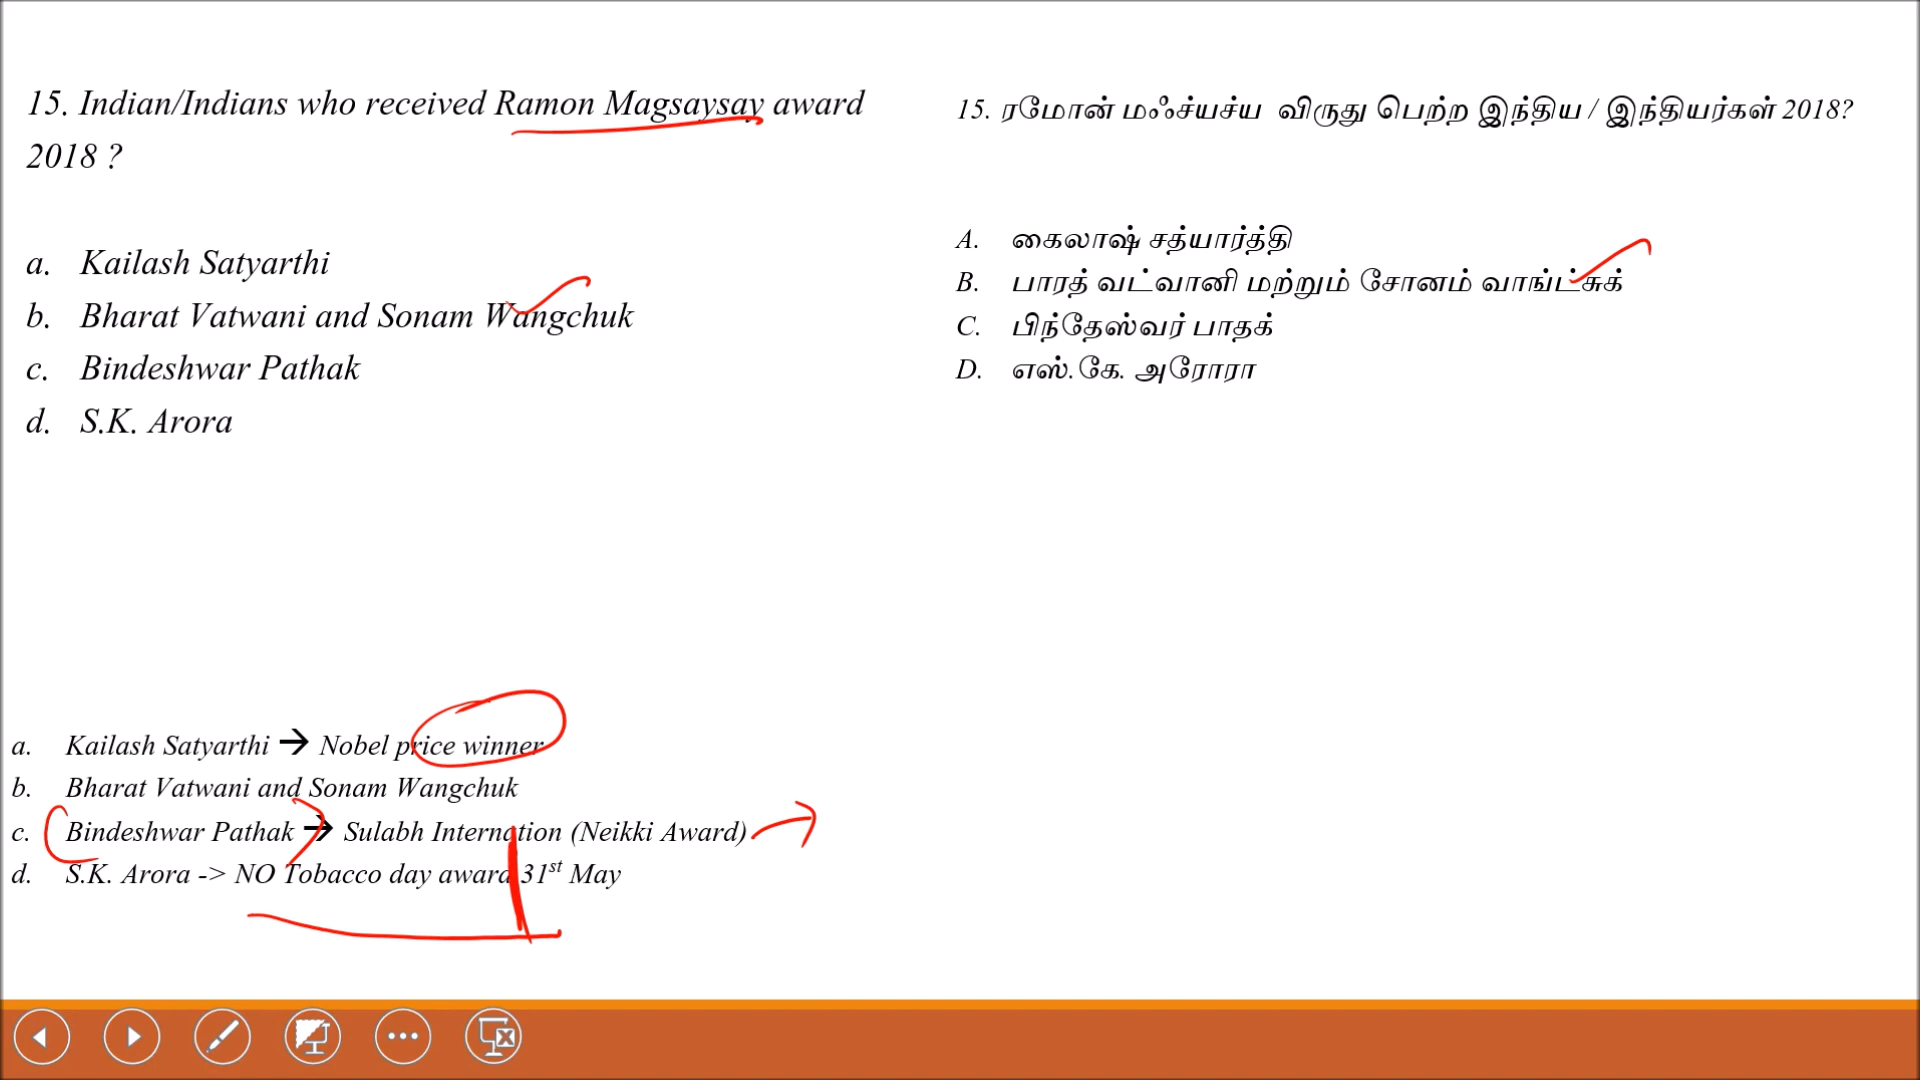 15. Indian/Indians who received Ramon Magsaysay award
2018 ?
a. Kailash Satyarthi
b. Bharat Vatwani and Sonam Wangchuk
c. Bindeshwar Pathak
d. S.K. Arora
15. ரமோன் மஃச்யச்ய விருது பெற்ற இந்திய / இந்தியர்கள் 2018?
A. கைலாஷ் சத்யார்த்தி
B. பாரத் வட்வானி மற்றும் சோனம் வாங்ட்சுக்
C. பிந்தேஸ்வர் பாதக்
D. எஸ்.கே. அரோரா
a. Kailash Satyarthi → Nobel price winner
b. Bharat Vatwani and Sonam Wangchuk
c. Bindeshwar Pathak → Sulabh Internation (Neikki Award)
d. S.K. Arora -> NO Tobacco day award 31st May